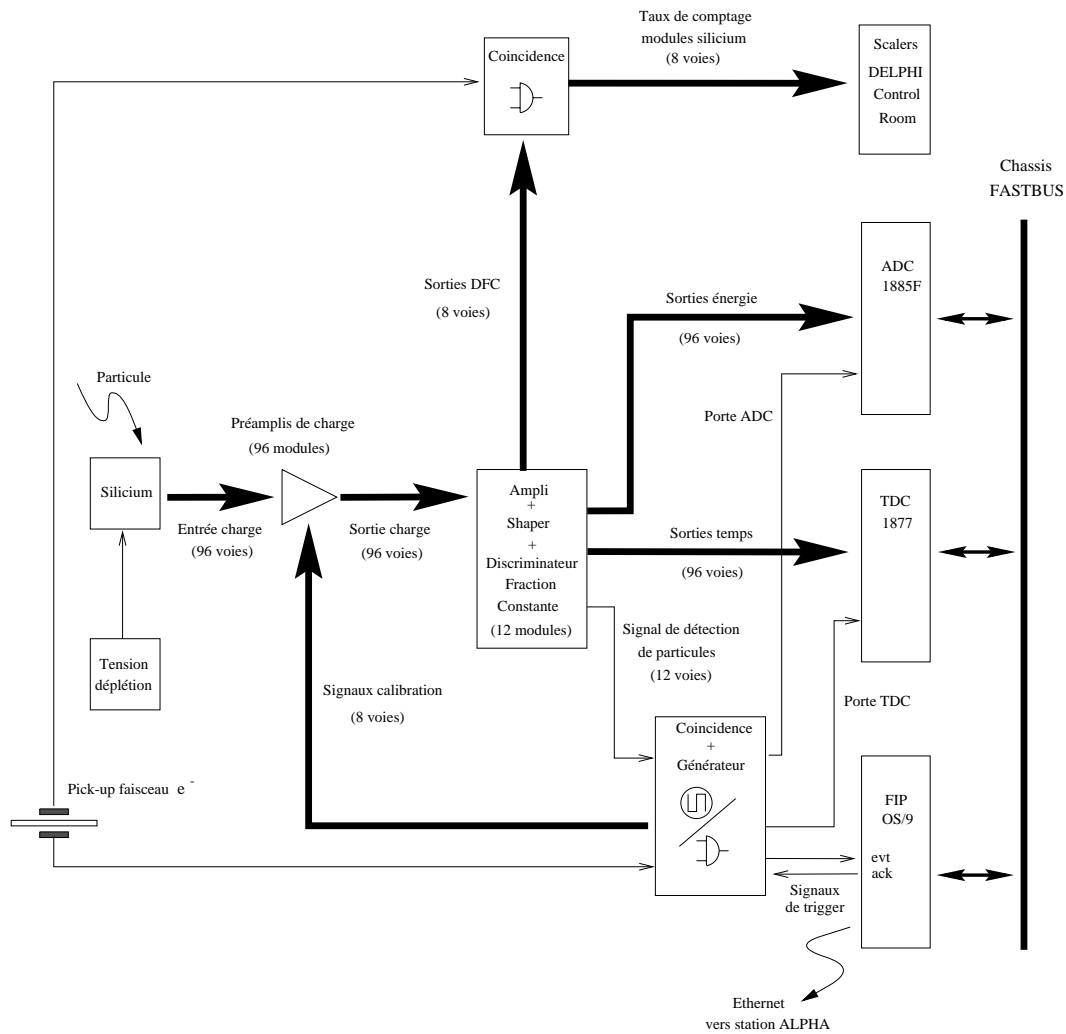 Taux de comptage
modules silicium
(8 voies)
Coincidence
Scalers
DELPHI
Control
Room
Chassis
FASTBUS
ADC
1885F
Sorties DFC
(8 voies)
Sorties énergie
(96 voies)
Particule
Porte ADC
Préamplis de charge
(96 modules)
Silicium
Entrée charge
(96 voies)
Sortie charge
(96 voies)
Ampli
+
Shaper
+
Discriminateur
Fraction
Constante
(12 modules)
TDC
1877
Sorties temps
(96 voies)
Signal de détection
de particules
(12 voies)
Tension
déplétion
Signaux calibration
(8 voies)
Porte TDC
Coincidence
+
Générateur
Pick-up faisceau e -
FIP
OS/9
evt
ack
Signaux
de trigger
Ethernet
vers station ALPHA